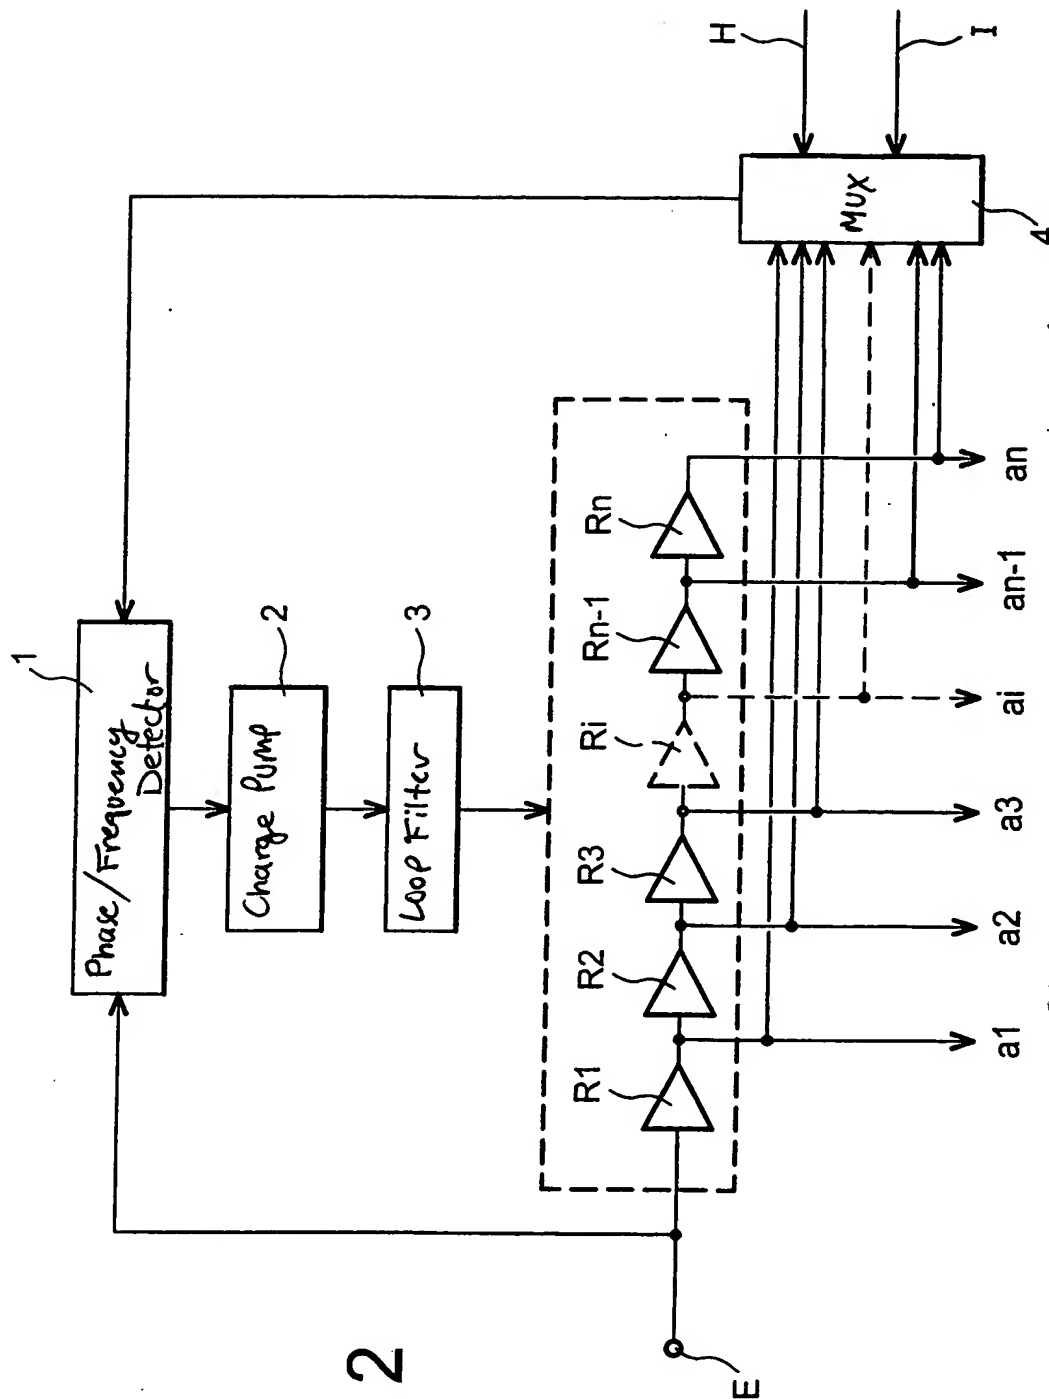 1
Phase/Frequency
Detector
2
Charge Pump
3
Loop Filter
R1
R2
R3
Ri
Rn-1
Rn
MUX
4
H
I
E
a1
a2
a3
ai
an-1
an
2